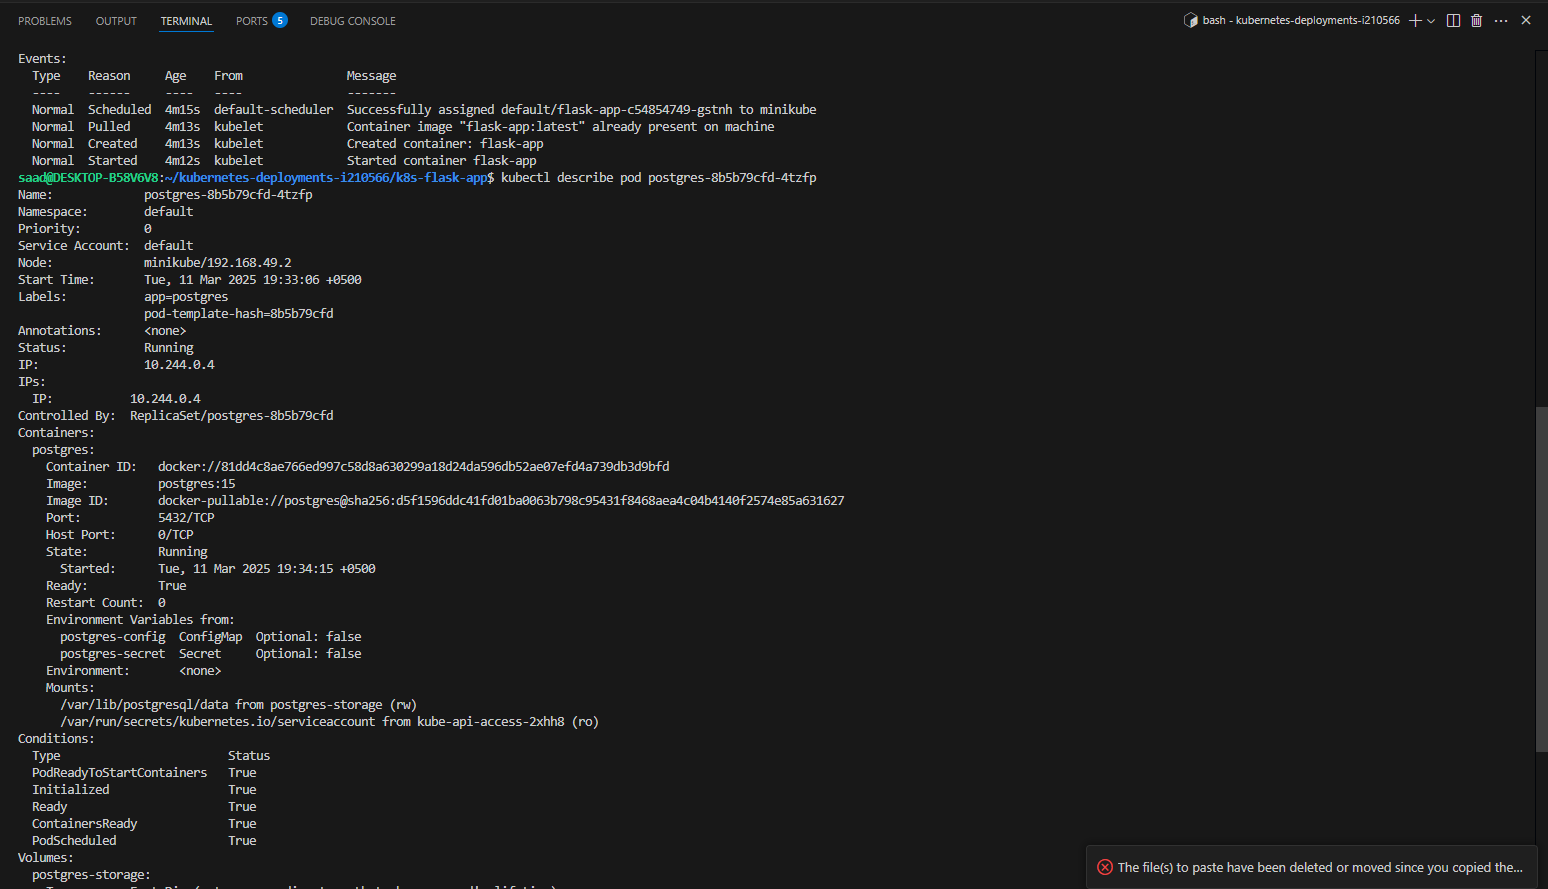 PROBLEMS OUTPUT TERMINAL PORTS 5 DEBUG CONSOLE bash - kubernetes-deployments-i210566
Events:
  Type    Reason     Age    From               Message
  ----    ------     ----   ----               -------
  Normal  Scheduled  4m15s  default-scheduler  Successfully assigned default/flask-app-c54854749-gstnh to minikube
  Normal  Pulled     4m13s  kubelet            Container image "flask-app:latest" already present on machine
  Normal  Created    4m13s  kubelet            Created container: flask-app
  Normal  Started    4m12s  kubelet            Started container flask-app
saad@DESKTOP-B58V6V8:~/kubernetes-deployments-i210566/k8s-flask-app$ kubectl describe pod postgres-8b5b79cfd-4tzfp
Name:             postgres-8b5b79cfd-4tzfp
Namespace:        default
Priority:         0
Service Account:  default
Node:             minikube/192.168.49.2
Start Time:       Tue, 11 Mar 2025 19:33:06 +0500
Labels:           app=postgres
                  pod-template-hash=8b5b79cfd
Annotations:      <none>
Status:           Running
IP:               10.244.0.4
IPs:
  IP:           10.244.0.4
Controlled By:  ReplicaSet/postgres-8b5b79cfd
Containers:
  postgres:
    Container ID:   docker://81dd4c8ae766ed997c58d8a630299a18d24da596db52ae07efd4a739db3d9bfd
    Image:          postgres:15
    Image ID:       docker-pullable://postgres@sha256:d5f1596ddc41fd01ba0063b798c95431f8468aea4c04b4140f2574e85a631627
    Port:           5432/TCP
    Host Port:      0/TCP
    State:          Running
      Started:      Tue, 11 Mar 2025 19:34:15 +0500
    Ready:          True
    Restart Count:  0
    Environment Variables from:
      postgres-config  ConfigMap  Optional: false
      postgres-secret  Secret     Optional: false
    Environment:       <none>
    Mounts:
      /var/lib/postgresql/data from postgres-storage (rw)
      /var/run/secrets/kubernetes.io/serviceaccount from kube-api-access-2xhh8 (ro)
Conditions:
  Type                        Status
  PodReadyToStartContainers   True
  Initialized                 True
  Ready                       True
  ContainersReady             True
  PodScheduled                True
Volumes:
  postgres-storage:
The file(s) to paste have been deleted or moved since you copied the...